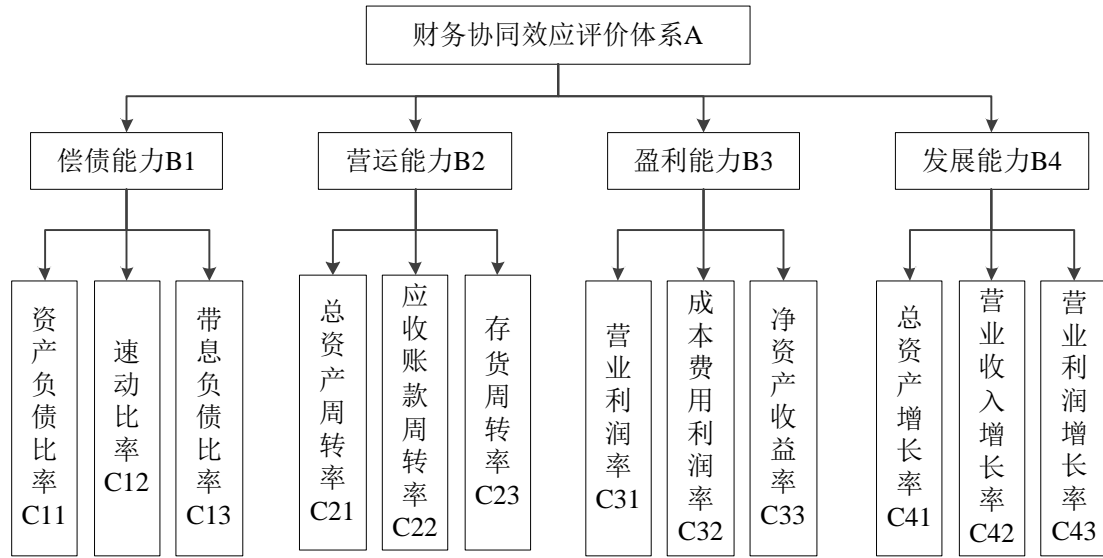 财务协同效应评价体系A
偿债能力B1
营运能力B2
盈利能力B3
发展能力B4
资产负债比率C11
速动比率C12
带息负债比率C13
总资产周转率C21
应收账款周转率C22
存货周转率C23
营业利润率C31
成本费用利润率C32
净资产收益率C33
总资产增长率C41
营业收入增长率C42
营业利润增长率C43